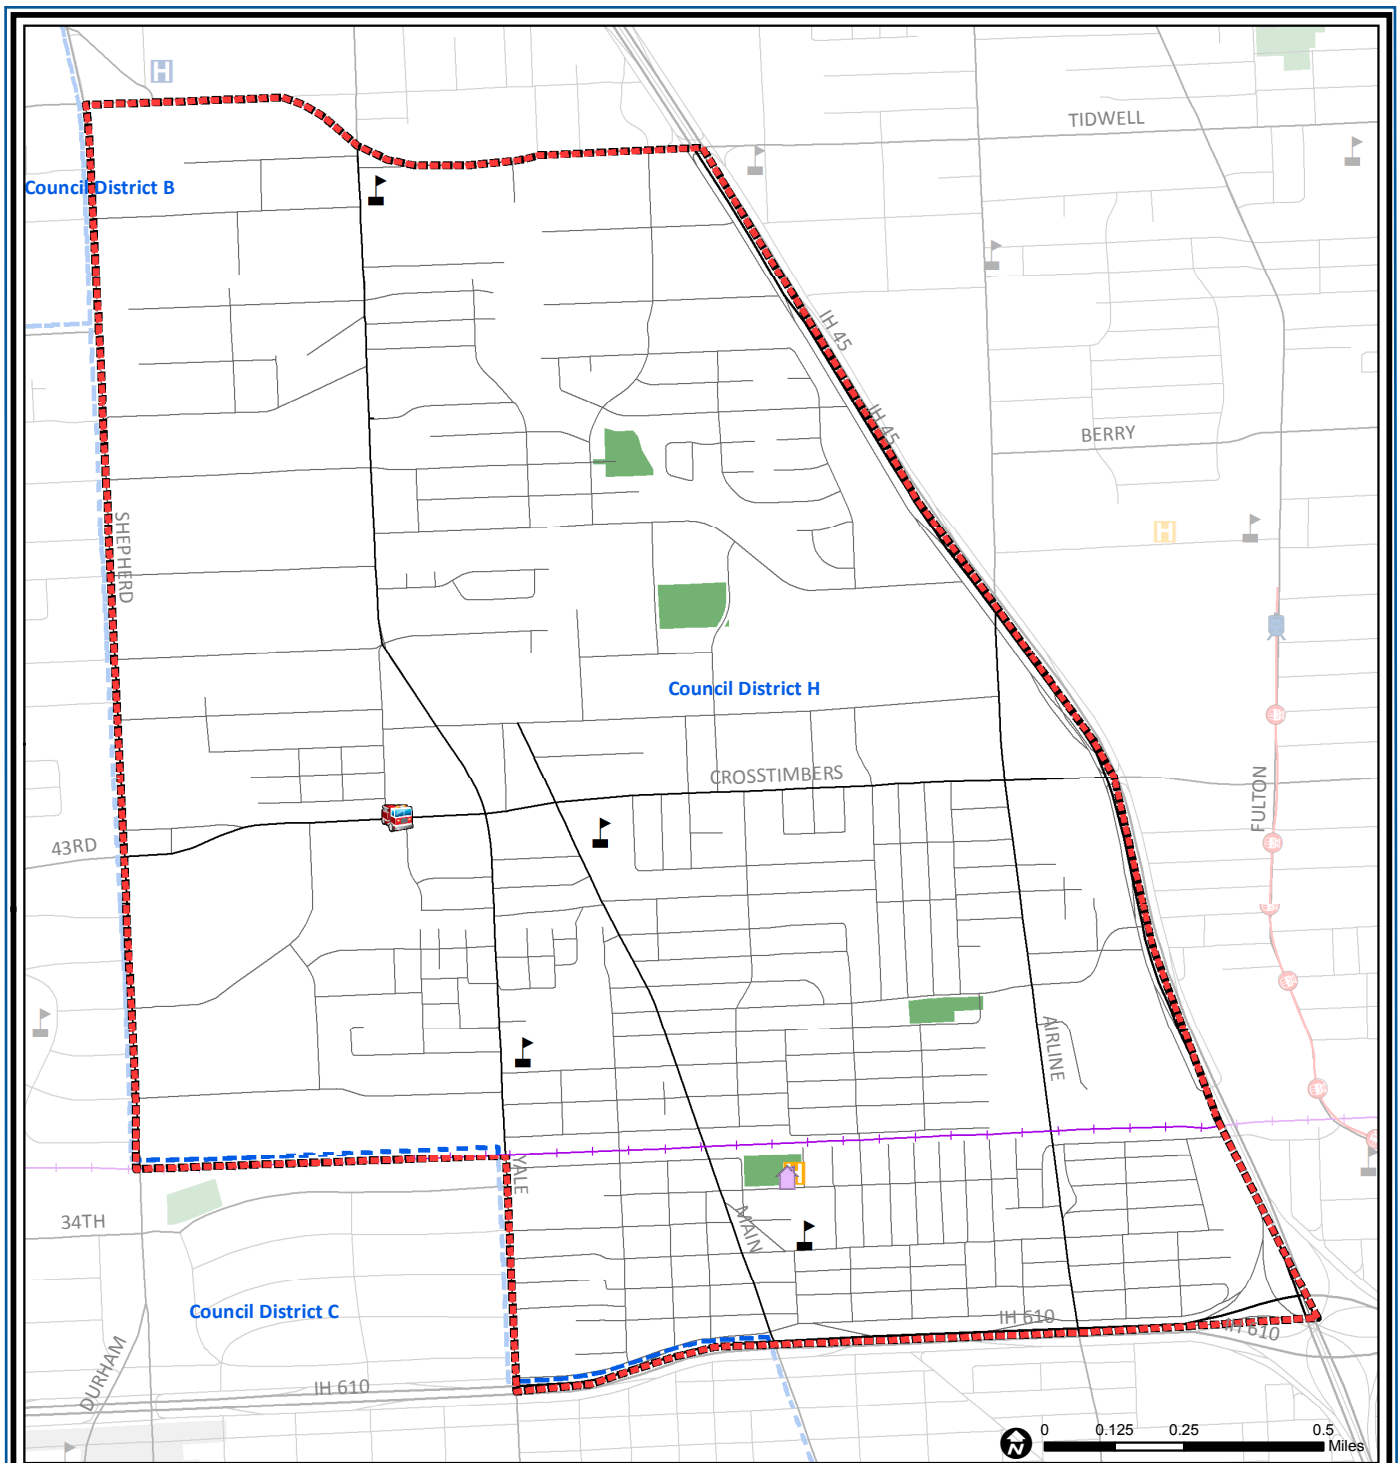 H
TIDWELL
Council District B
IH 45
IH 45
BERRY
H
SHEPHERD
Council District H
CROSSTIMBERS
FULTON
43RD
AIRLINE
YALE
34TH
MAIN
Council District C
IH 610
IH 610
DURHAM
IH 610
N
0 0.125 0.25 0.5
Miles